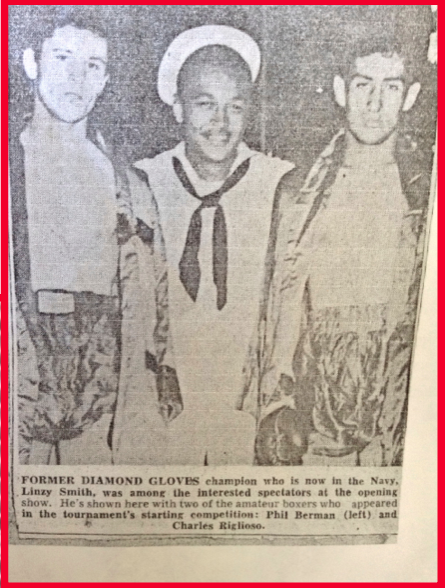 FORMER DIAMOND GLOVES champion who is now in the Navy,
Linzy Smith, was among the interested spectators at the opening
show. He's shown here with two of the amateur boxers who appeared
in the tournament's starting competition: Phil Berman (left) and
Charles Riglioso.